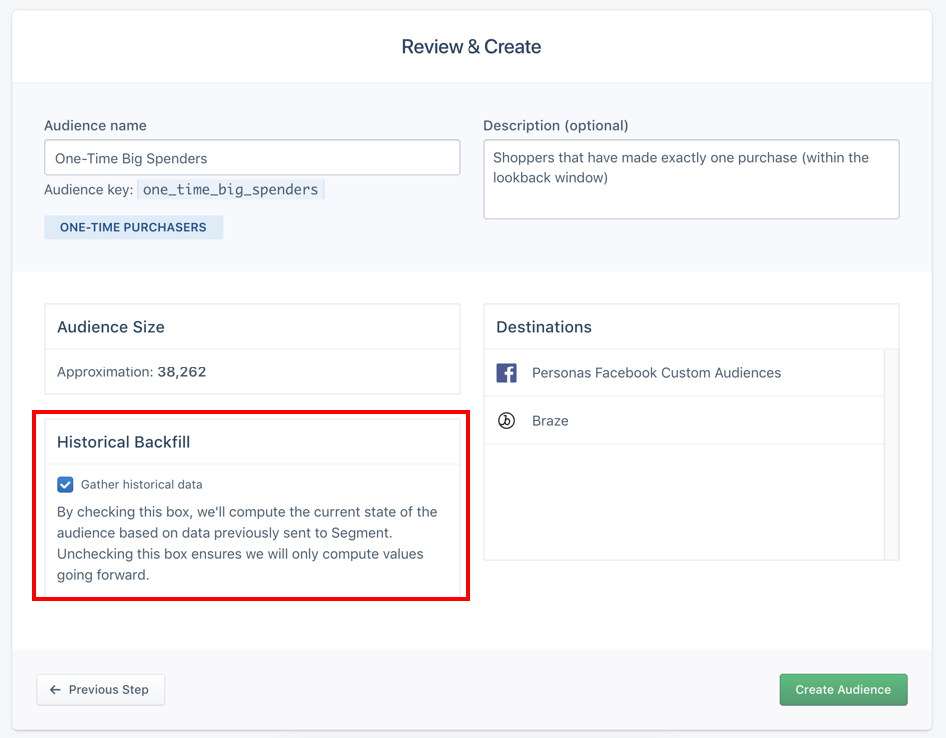 Review & Create
Audience name
One-Time Big Spenders
Audience key: one_time_big_spenders
ONE-TIME PURCHASERS
Description (optional)
Shoppers that have made exactly one purchase (within the
lookback window)
Audience Size
Approximation: 38,262
Historical Backfill
Gather historical data
By checking this box, we'll compute the current state of the
audience based on data previously sent to Segment.
Unchecking this box ensures we will only compute values
going forward.
Destinations
Personas Facebook Custom Audiences
Braze
← Previous Step
Create Audience